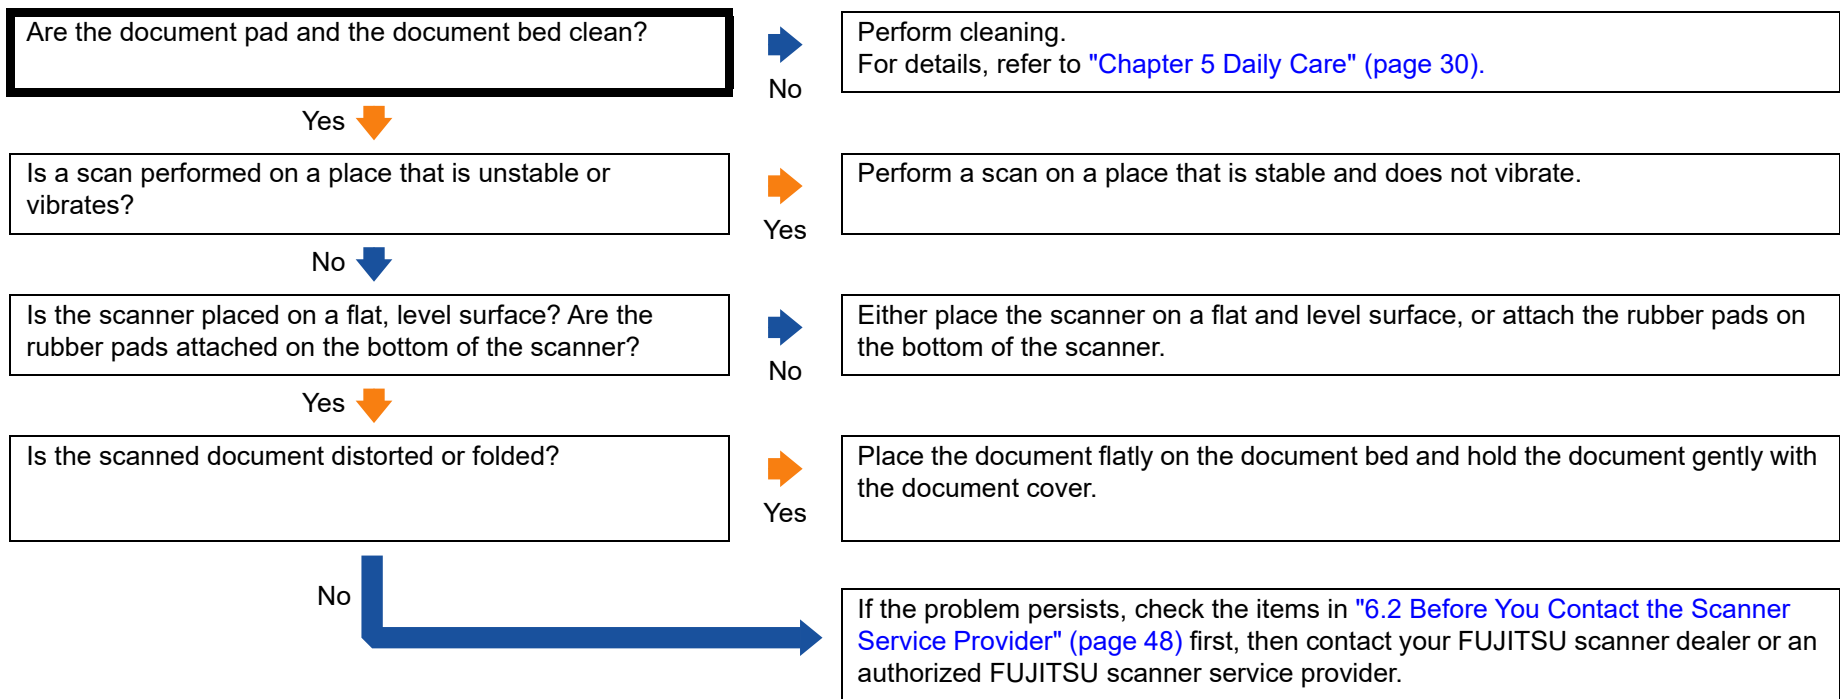 Are the document pad and the document bed clean?
No
Perform cleaning.
For details, refer to "Chapter 5 Daily Care" (page 30).
Yes
Is a scan performed on a place that is unstable or
vibrates?
Yes
Perform a scan on a place that is stable and does not vibrate.
No
Is the scanner placed on a flat, level surface? Are the
rubber pads attached on the bottom of the scanner?
No
Either place the scanner on a flat and level surface, or attach the rubber pads on
the bottom of the scanner.
Yes
Is the scanned document distorted or folded?
Yes
Place the document flatly on the document bed and hold the document gently with
the document cover.
No
If the problem persists, check the items in "6.2 Before You Contact the Scanner
Service Provider" (page 48) first, then contact your FUJITSU scanner dealer or an
authorized FUJITSU scanner service provider.